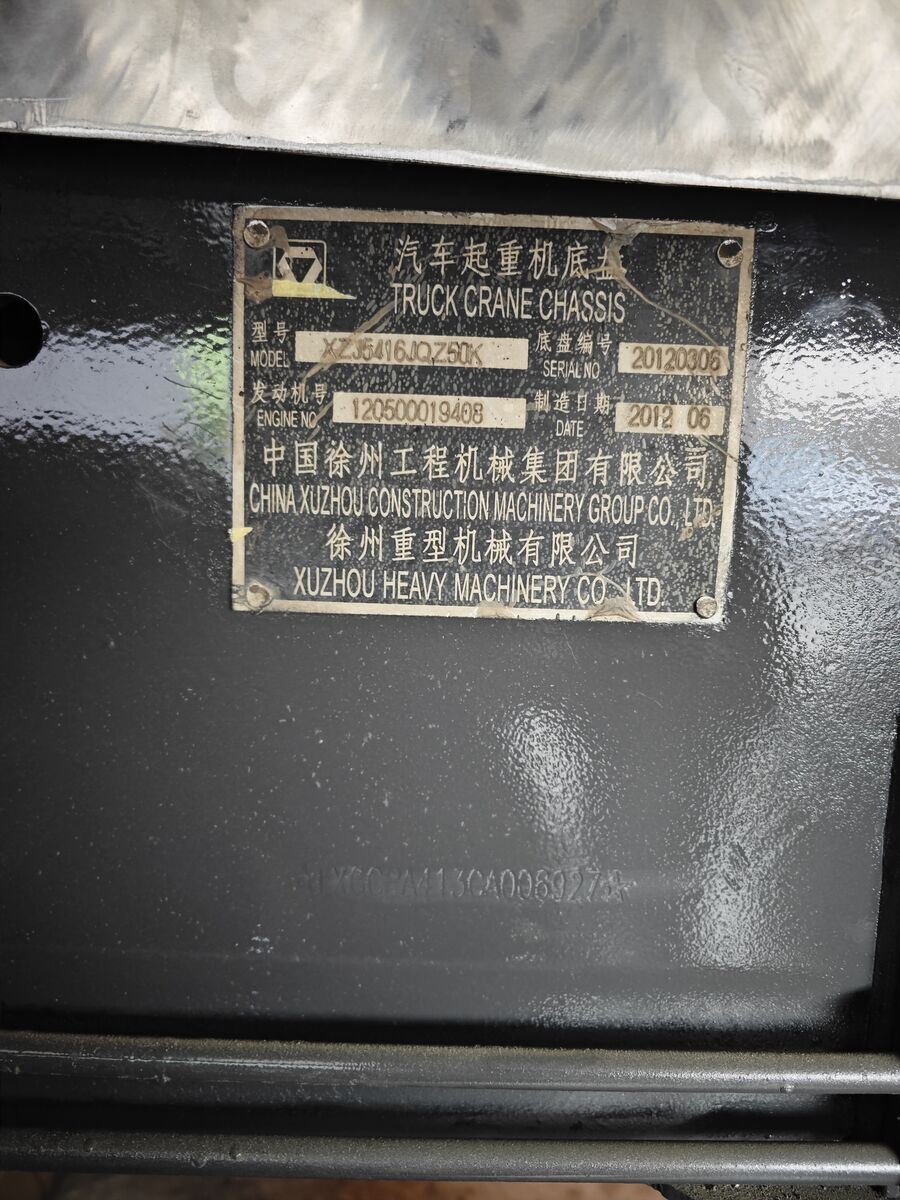 汽车起重机底盘
TRUCK CRANE CHASSIS
型号 MODEL XZJ5416JQZ50K 底盘编号 SERIAL NO 20120306
发动机号 ENGINE NO 120500019408 制造日期 DATE 2012 06
中国徐州工程机械集团有限公司
CHINA XUZHOU CONSTRUCTION MACHINERY GROUP CO., LTD.
徐州重型机械有限公司
XUZHOU HEAVY MACHINERY CO., LTD